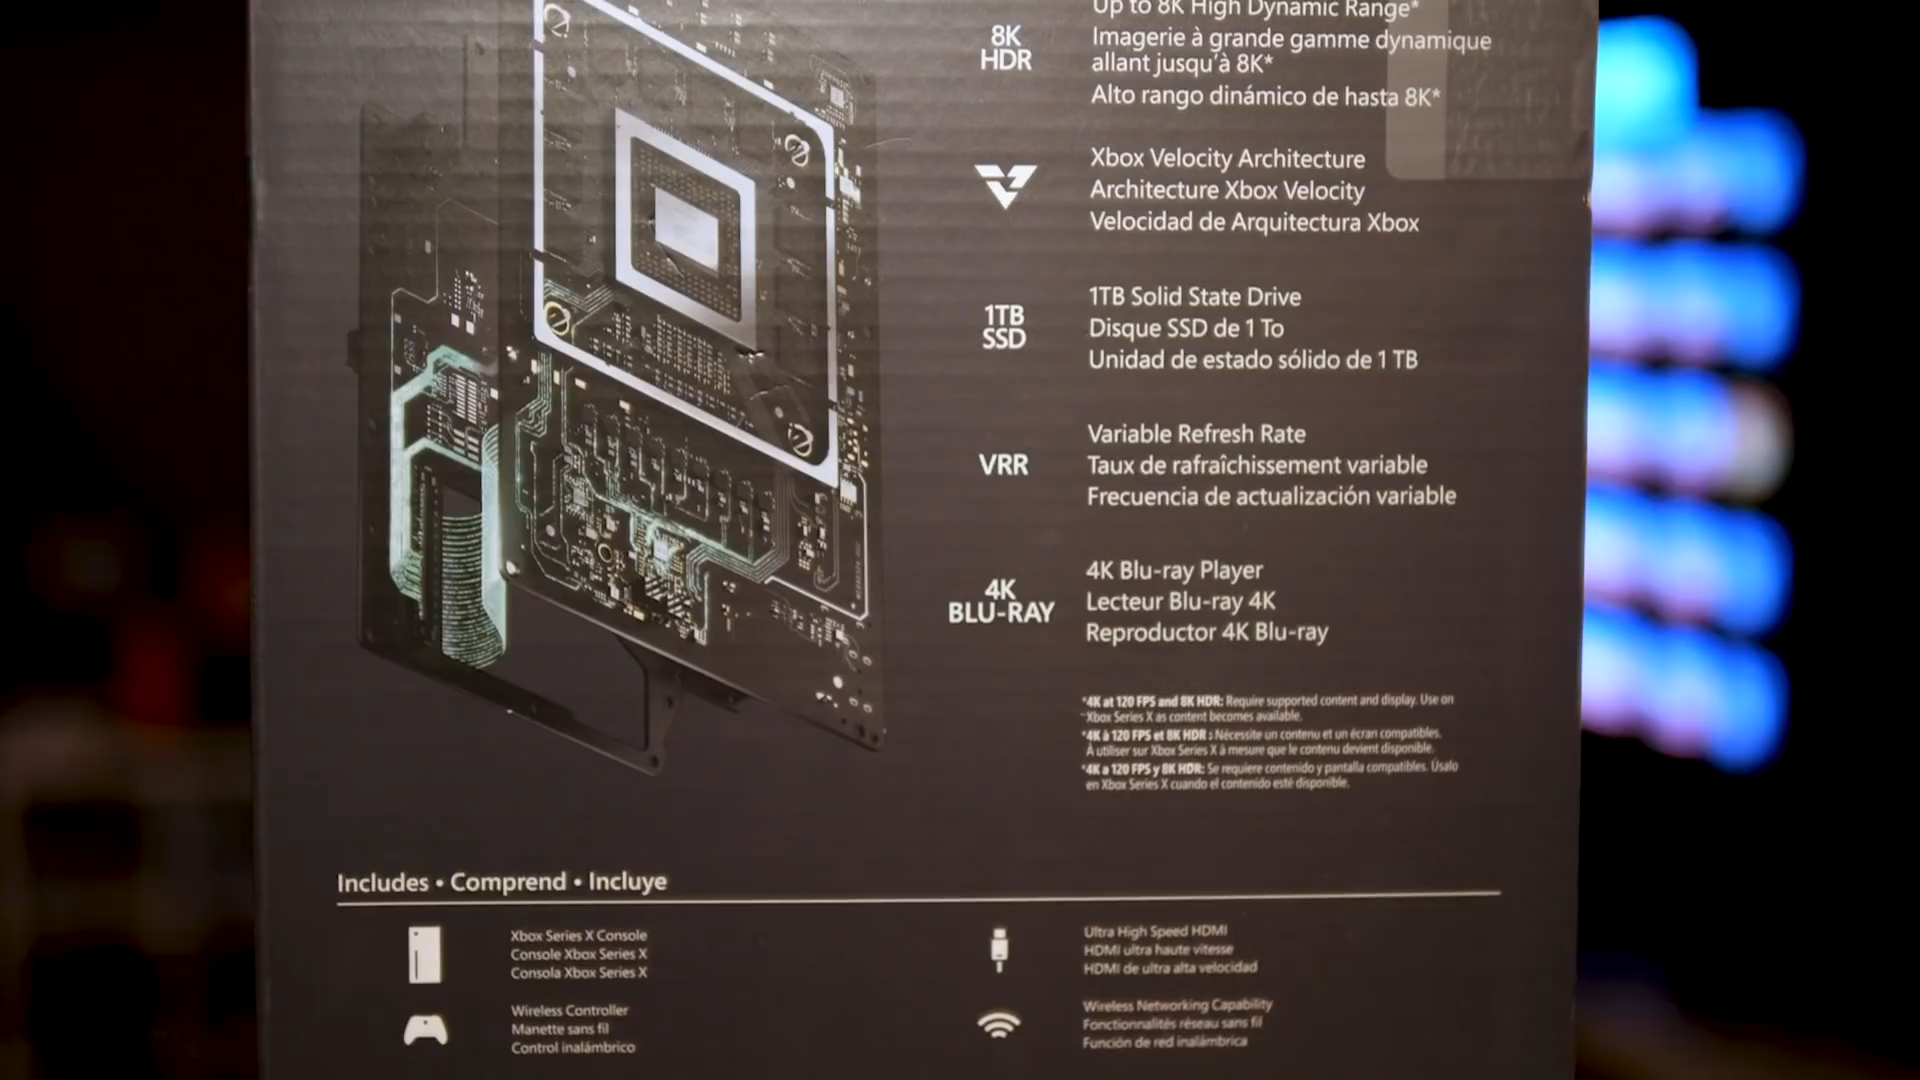 Up to 8K High Dynamic Range*
8K
HDR
Imagerie à grande gamme dynamique
allant jusqu'à 8K*
Alto rango dinámico de hasta 8K*
Xbox Velocity Architecture
Architecture Xbox Velocity
Velocidad de Arquitectura Xbox
1TB
SSD
1TB Solid State Drive
Disque SSD de 1 To
Unidad de estado sólido de 1 TB
VRR
Variable Refresh Rate
Taux de rafraîchissement variable
Frecuencia de actualización variable
4K
BLU-RAY
4K Blu-ray Player
Lecteur Blu-ray 4K
Reproductor 4K Blu-ray
*4K at 120 FPS and 8K HDR: Require supported content and display. Use on
Xbox Series X as content becomes available.
*4K à 120 FPS et 8K HDR : Nécessite un contenu et un écran compatibles.
À utiliser sur Xbox Series X à mesure que le contenu devient disponible.
*4K a 120 FPS y 8K HDR: Se requiere contenido y pantalla compatibles. Úsalo
en Xbox Series X cuando el contenido esté disponible.
Includes • Comprend • Incluye
Xbox Series X Console
Console Xbox Series X
Consola Xbox Series X
Wireless Controller
Manette sans fil
Control inalámbrico
Ultra High Speed HDMI
HDMI ultra haute vitesse
HDMI de ultra alta velocidad
Wireless Networking Capability
Fonctionnalités réseau sans fil
Función de red inalámbrica